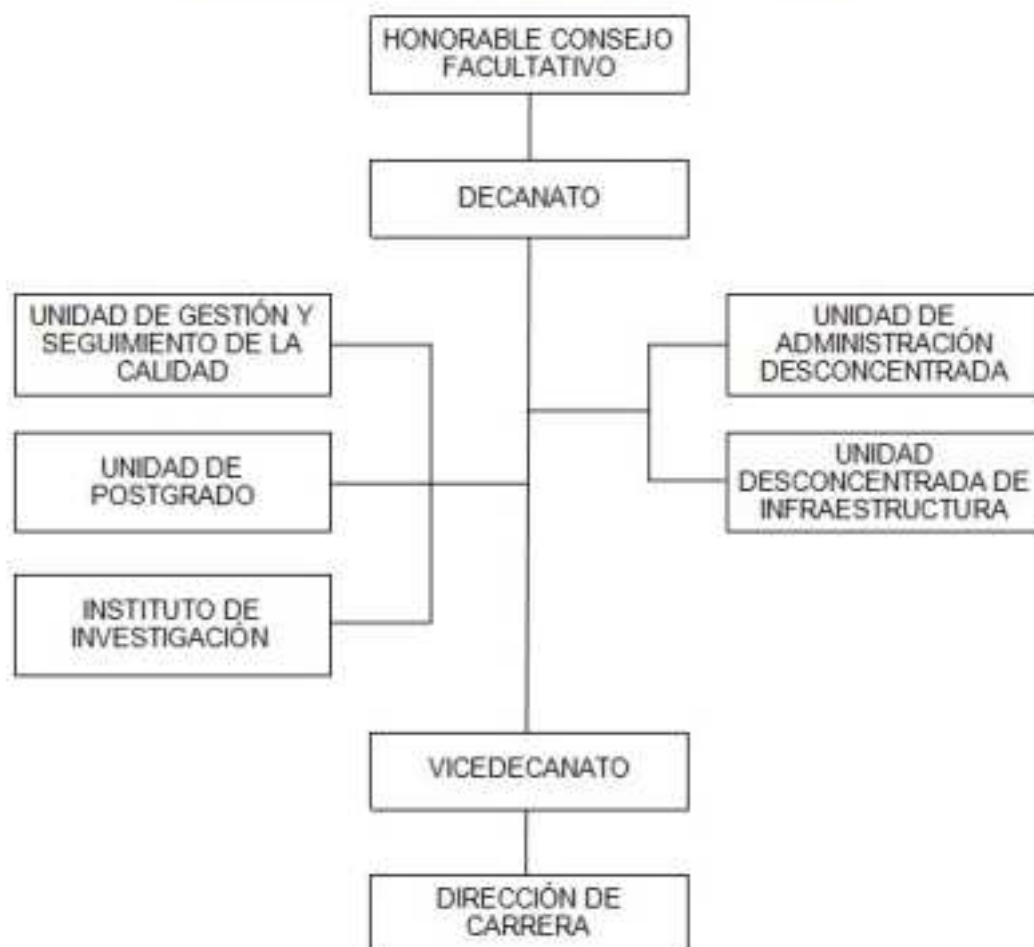 HONORABLE CONSEJO
FACULTATIVO
DECANATO
UNIDAD DE GESTIÓN Y
SEGUIMIENTO DE LA
CALIDAD
UNIDAD DE
ADMINISTRACIÓN
DESCONCENTRADA
UNIDAD DE
POSTGRADO
UNIDAD
DESCONCENTRADA DE
INFRAESTRUCTURA
INSTITUTO DE
INVESTIGACIÓN
VICEDECANATO
DIRECCIÓN DE
CARRERA